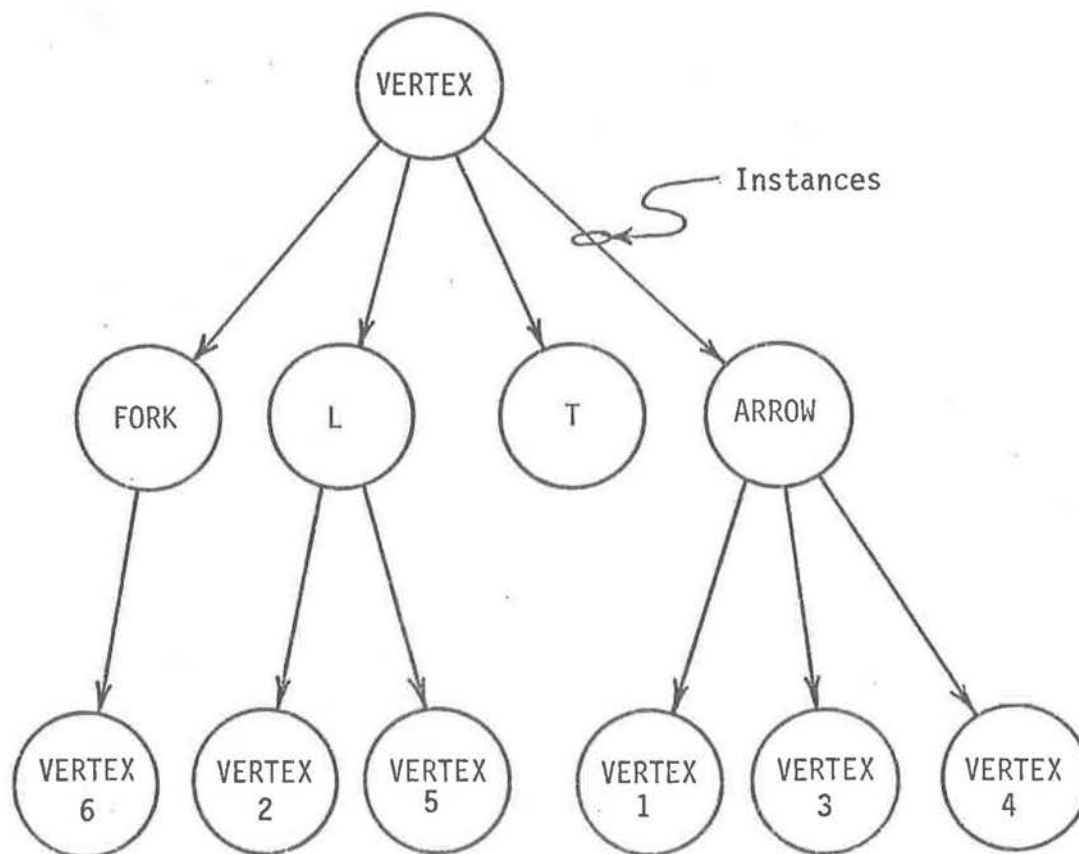 VERTEX
Instances
FORK
L
T
ARROW
VERTEX
6
VERTEX
2
VERTEX
5
VERTEX
1
VERTEX
3
VERTEX
4